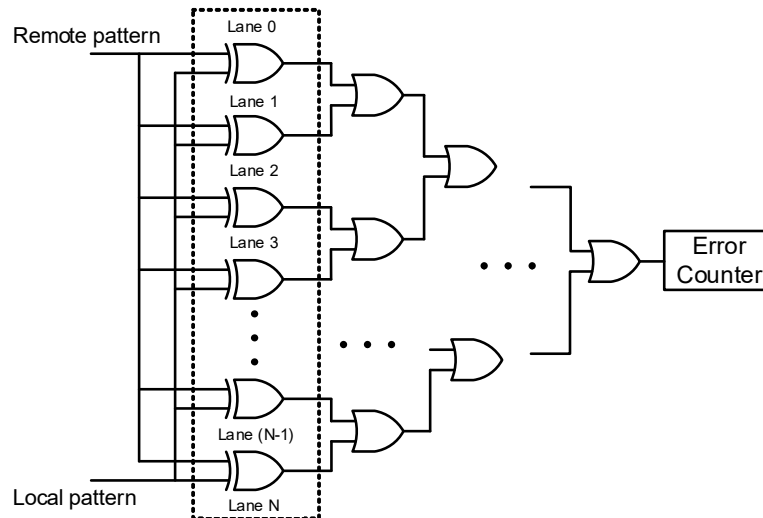 Lane 0
Remote pattern
Lane 1
Lane 2
Lane 3
Error
Counter
Lane (N-1)
Local pattern
Lane N